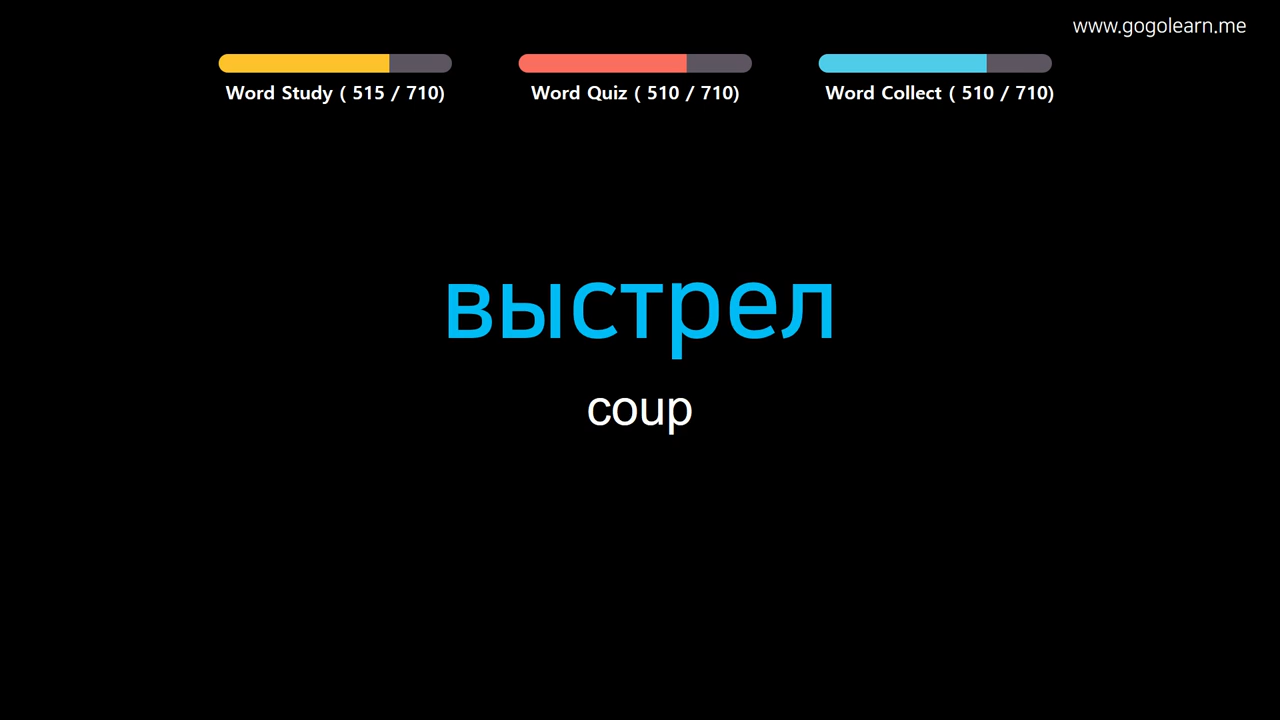 www.gogolearn.me
Word Study ( 515 / 710)
Word Quiz ( 510 / 710)
Word Collect ( 510 / 710)
выстрел
coup